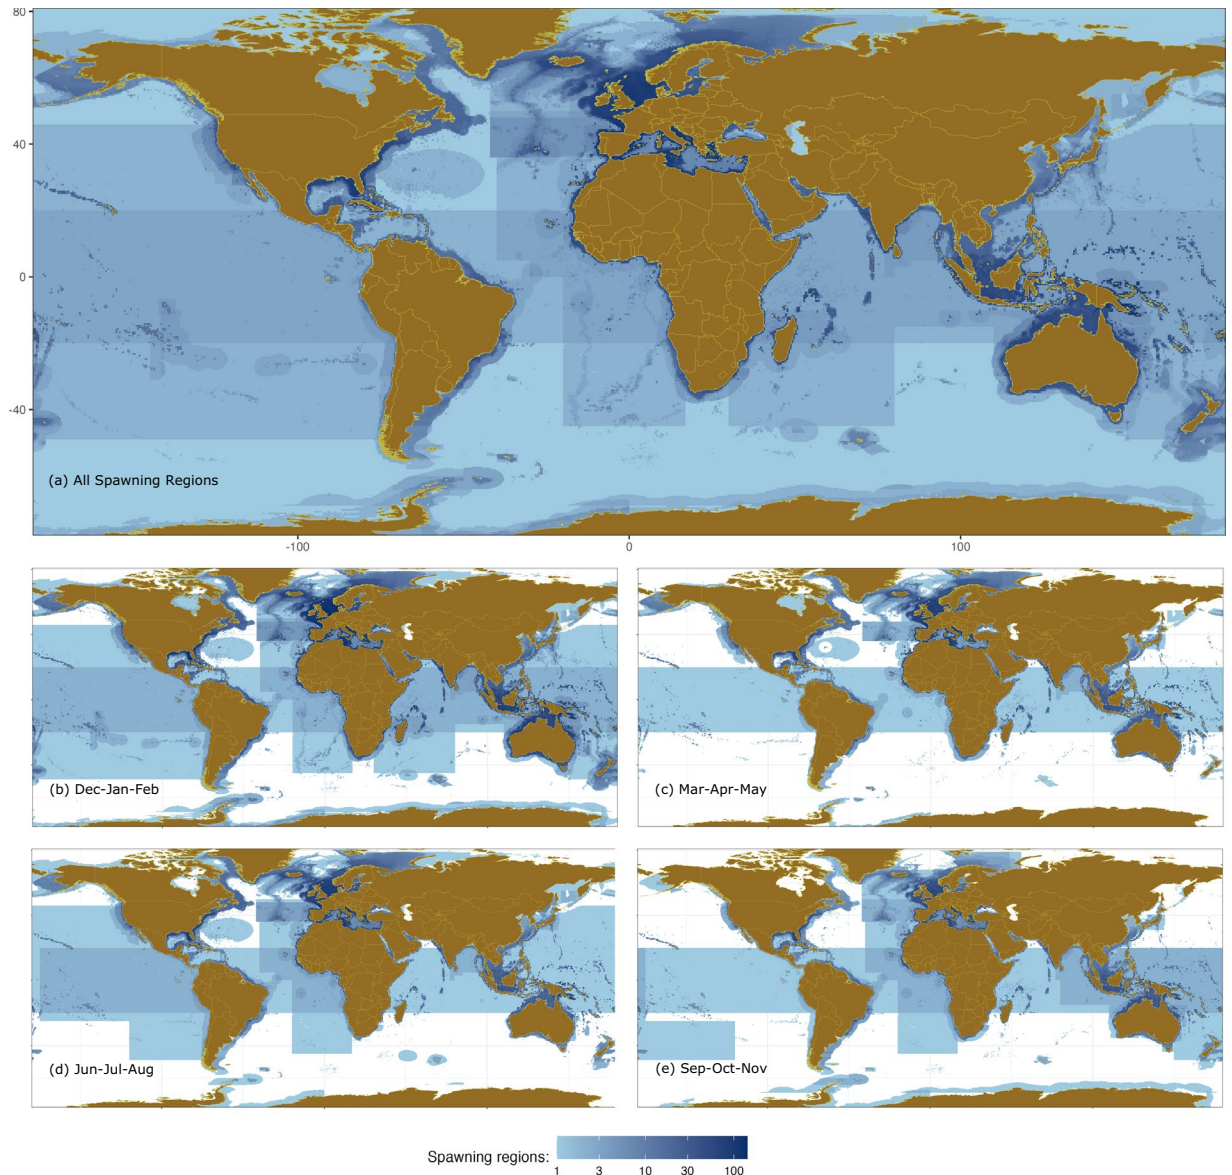 80
40
0
-40
(a) All Spawning Regions
-100 0 100
(b) Dec-Jan-Feb
(c) Mar-Apr-May
(d) Jun-Jul-Aug
(e) Sep-Oct-Nov
Spawning regions:
1 3 10 30 100